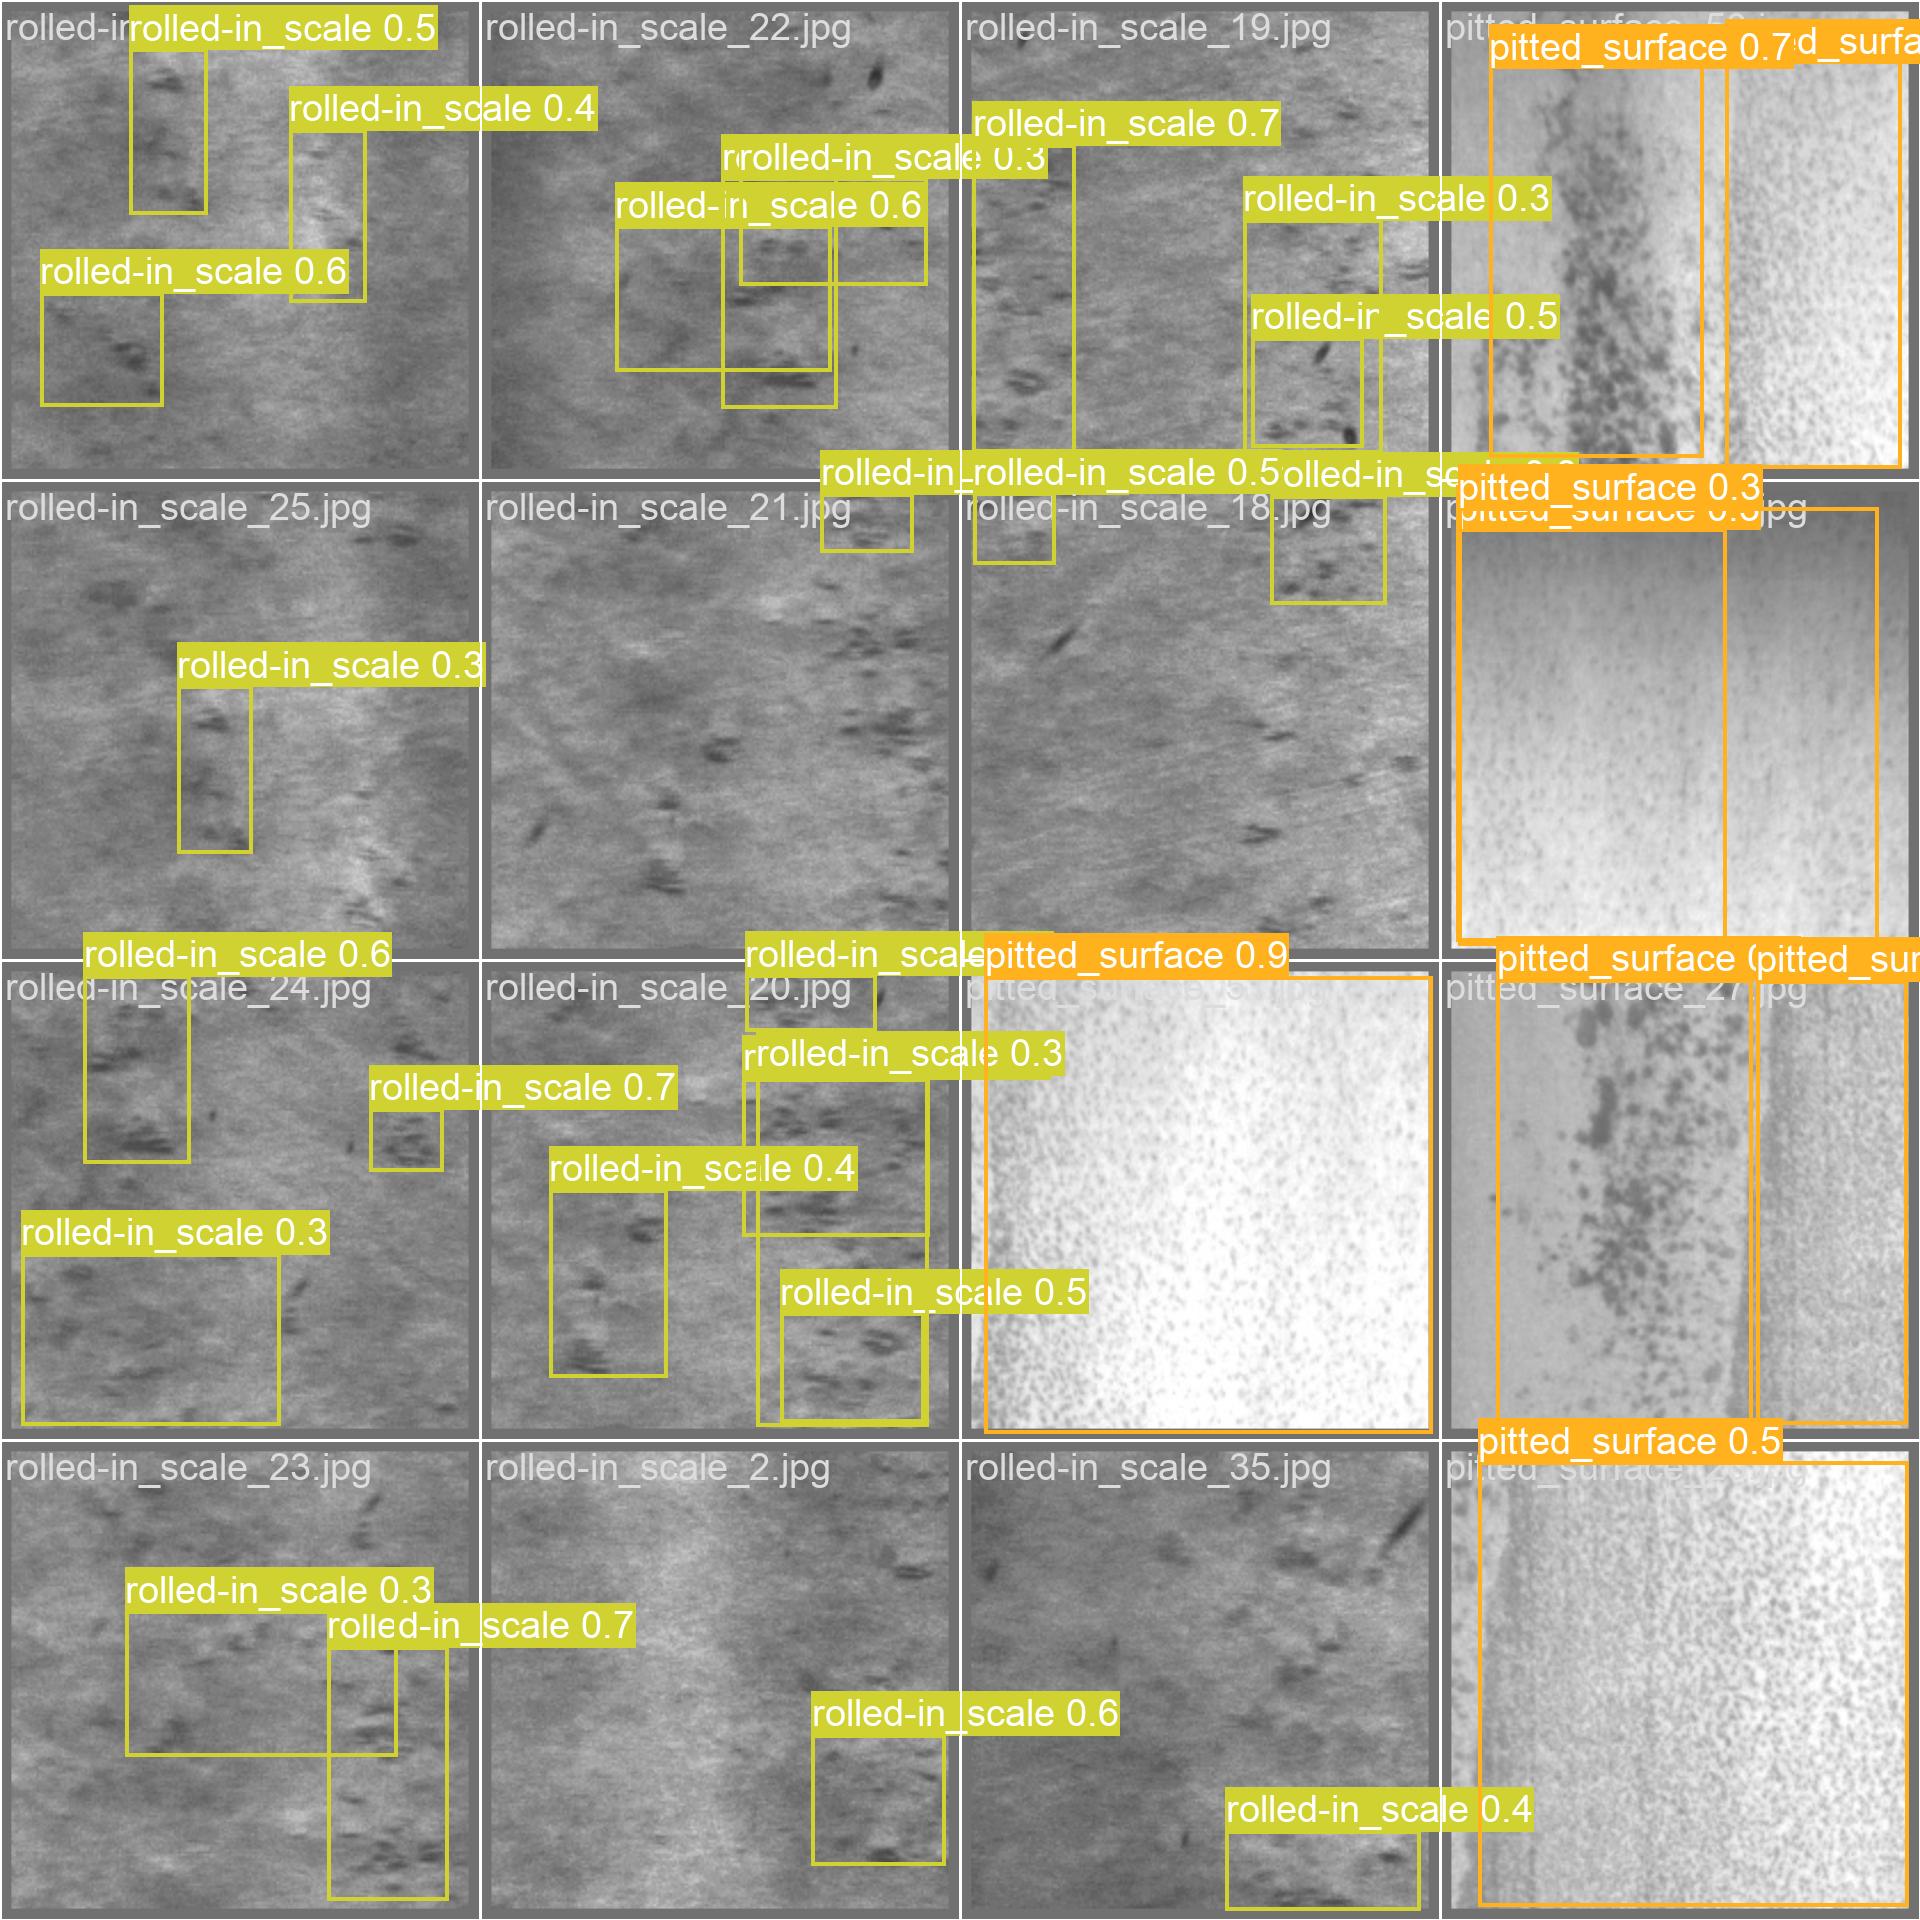 rolled-in_scale 0.5
rolled-in_scale_22.jpg
rolled-in_scale_19.jpg
pitted_surface 0.7
rolled-in_scale 0.4
rolled-in_scale 0.7
rolled-in_scale 0.3
rolled-in_scale 0.6
rolled-in_scale 0.3
rolled-in_scale 0.6
rolled-in_scale 0.5
rolled-in_scale 0.5
pitted_surface 0.3
rolled-in_scale_25.jpg
rolled-in_scale_21.jpg
rolled-in_scale_18.jpg
rolled-in_scale 0.3
rolled-in_scale 0.6
pitted_surface 0.9
pitted_surface
rolled-in_scale_24.jpg
rolled-in_scale_20.jpg
pitted_surface_27.jpg
rolled-in_scale 0.3
rolled-in_scale 0.7
rolled-in_scale 0.4
rolled-in_scale 0.3
rolled-in_scale 0.5
pitted_surface 0.5
rolled-in_scale_23.jpg
rolled-in_scale_2.jpg
rolled-in_scale_35.jpg
rolled-in_scale 0.3
rolled-in_scale 0.7
rolled-in_scale 0.6
rolled-in_scale 0.4